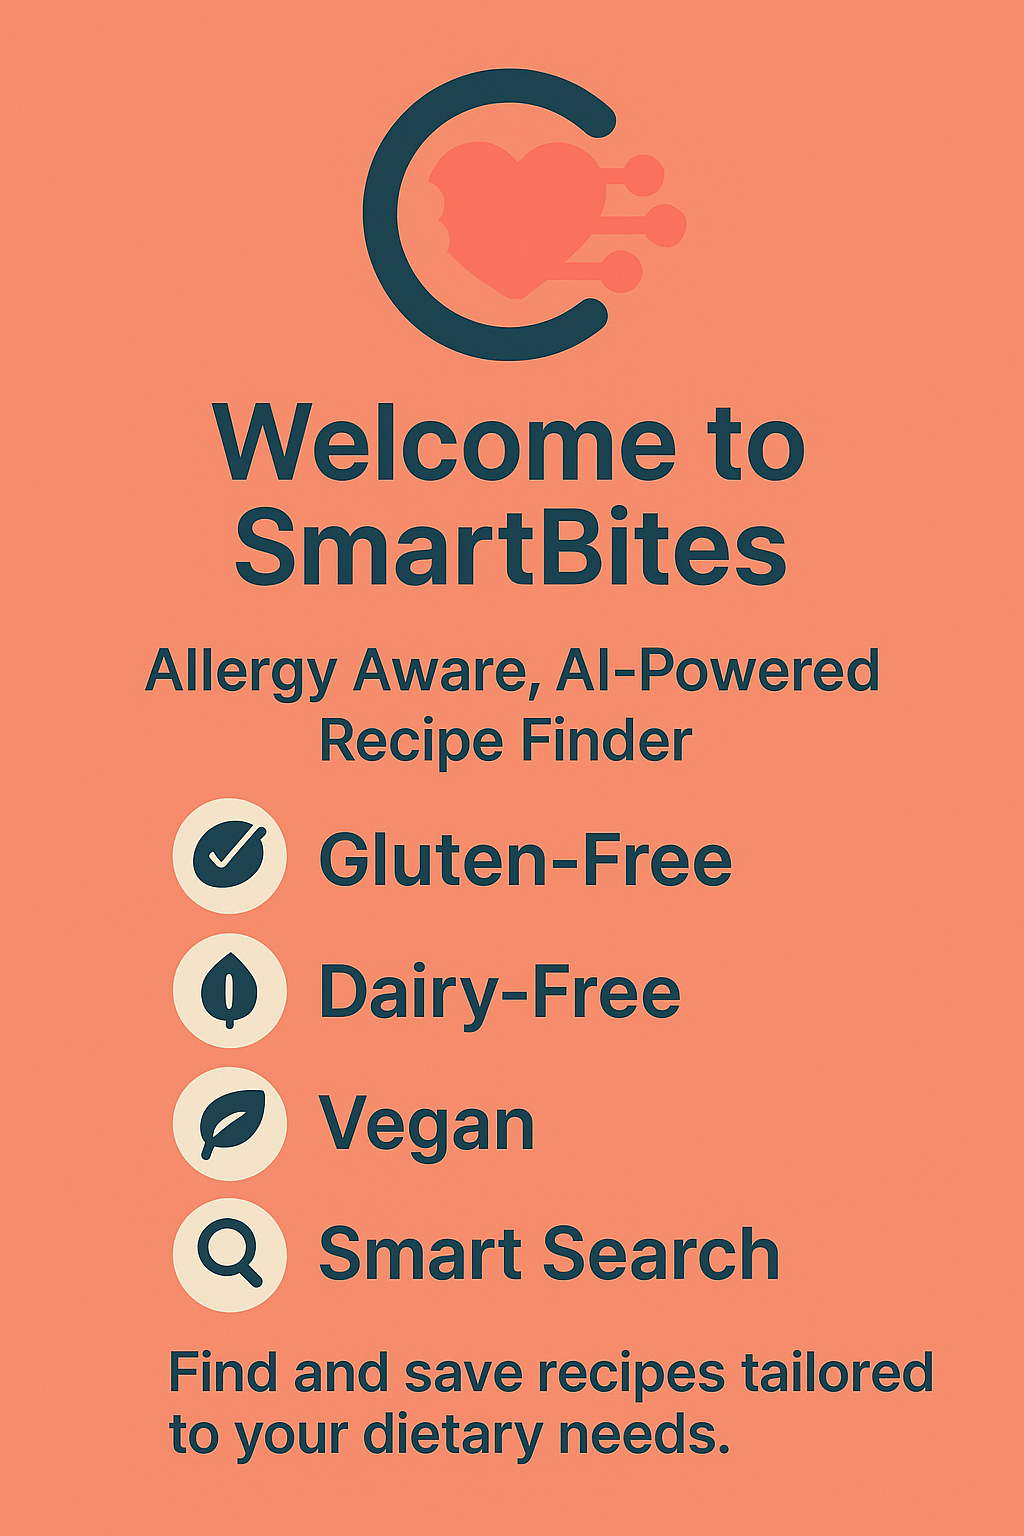 Welcome to
SmartBites
Allergy Aware, AI-Powered
Recipe Finder
Gluten-Free
Dairy-Free
Vegan
Smart Search
Find and save recipes tailored
to your dietary needs.